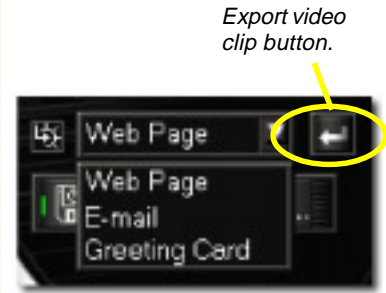 Export video
clip button.
Web Page
Web Page
E-mail
Greeting Card